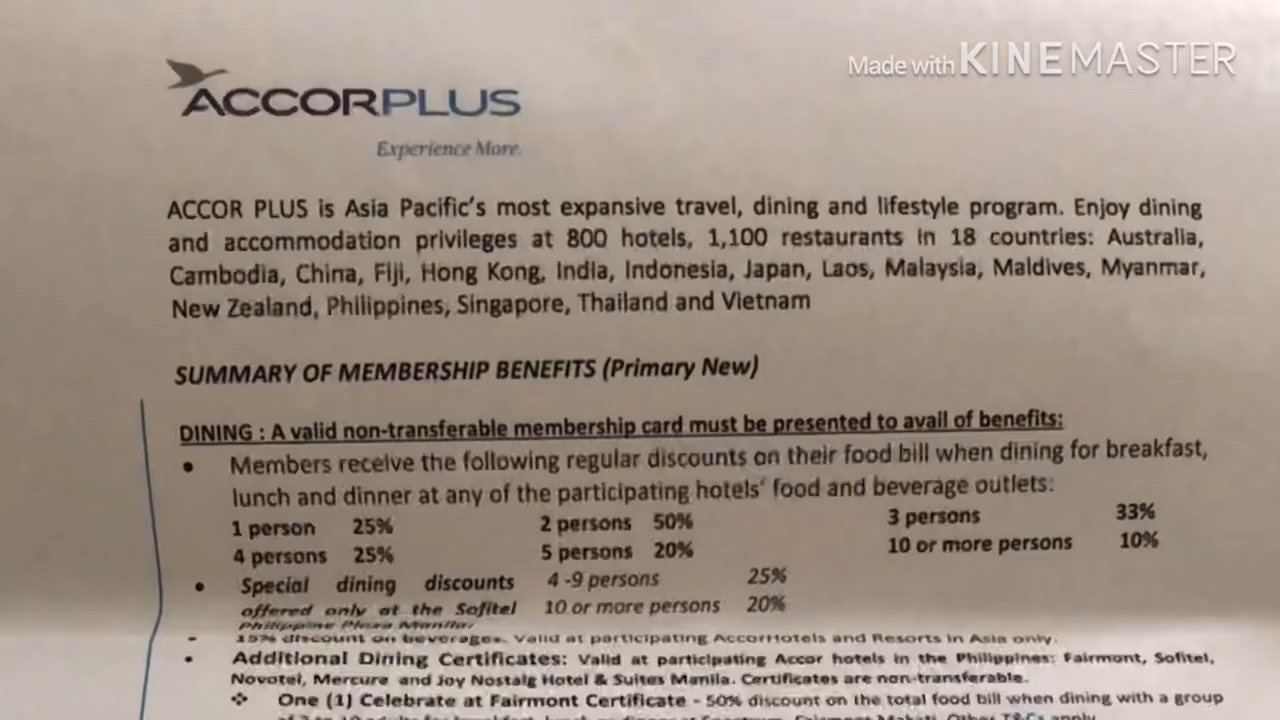 Made with KINEMASTER
ACCORPLUS
Experience More.
ACCOR PLUS is Asia Pacific's most expansive travel, dining and lifestyle program. Enjoy dining
and accommodation privileges at 800 hotels, 1,100 restaurants in 18 countries: Australia,
Cambodia, China, Fiji, Hong Kong, India, Indonesia, Japan, Laos, Malaysia, Maldives, Myanmar,
New Zealand, Philippines, Singapore, Thailand and Vietnam
SUMMARY OF MEMBERSHIP BENEFITS (Primary New)
DINING : A valid non-transferable membership card must be presented to avail of benefits:
• Members receive the following regular discounts on their food bill when dining for breakfast,
lunch and dinner at any of the participating hotels' food and beverage outlets:
1 person 25% 2 persons 50% 3 persons 33%
4 persons 25% 5 persons 20% 10 or more persons 10%
• Special dining discounts 4 -9 persons 25%
offered only at the Sofitel 10 or more persons 20%
Philippine Plaza Manila.
• 15% discount on beverages. Valid at participating AccorHotels and Resorts in Asia only.
• Additional Dining Certificates: Valid at participating Accor hotels in the Philippines: Fairmont, Sofitel,
Novotel, Mercure and Joy Nostalg Hotel & Suites Manila. Certificates are non-transferable.
❖ One (1) Celebrate at Fairmont Certificate - 50% discount on the total food bill when dining with a group